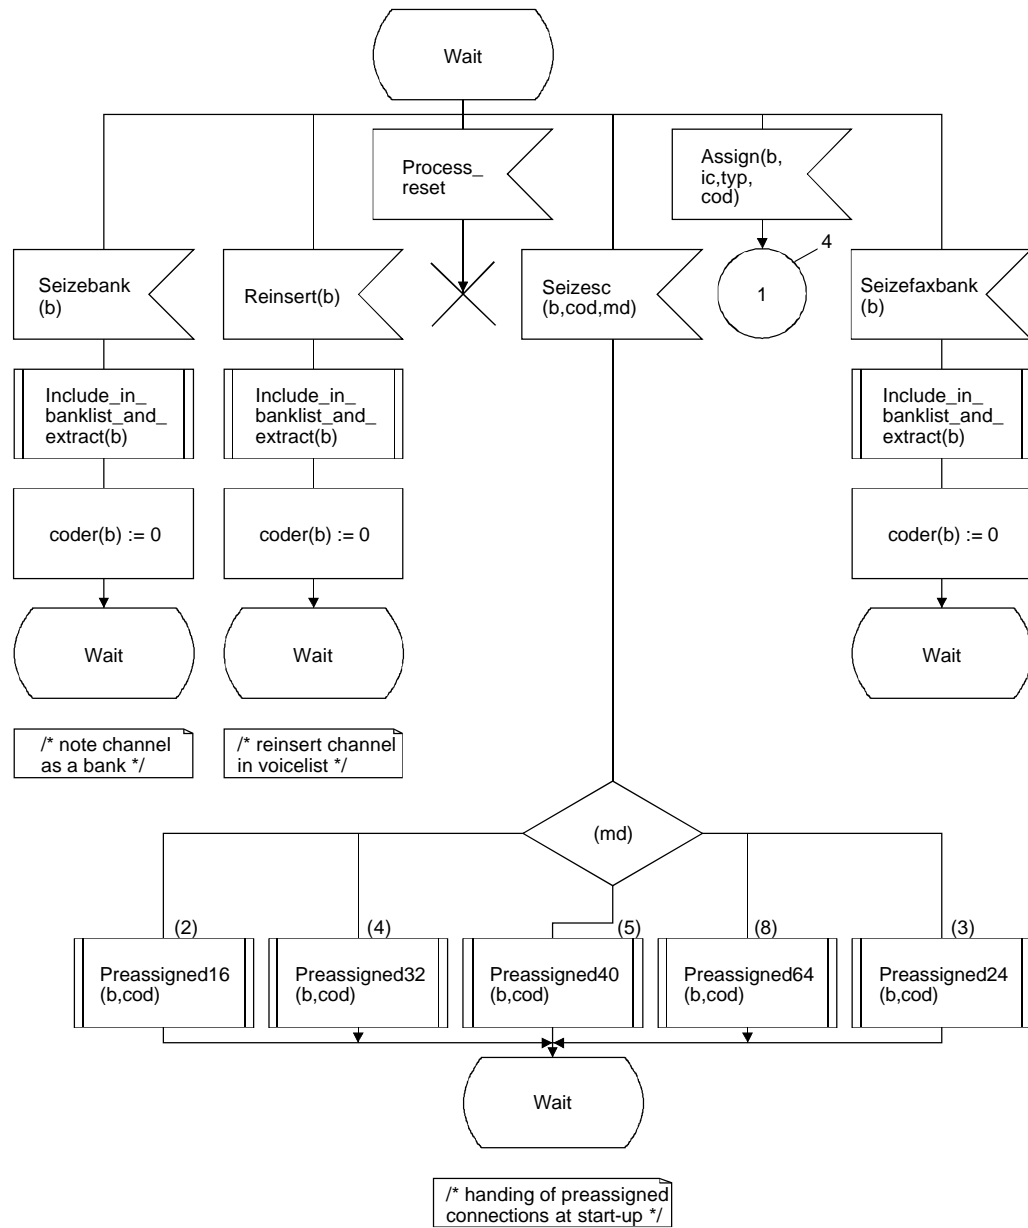 Wait
Process_
reset
Assign(b,
ic,typ,
cod)
4
Seizebank
(b)
Reinsert(b)
Seizesc
(b,cod,md)
1
Seizefaxbank
(b)
Include_in_
banklist_and_
extract(b)
Include_in_
banklist_and_
extract(b)
Include_in_
banklist_and_
extract(b)
coder(b) := 0
coder(b) := 0
coder(b) := 0
Wait
Wait
Wait
/* note channel
as a bank */
/* reinsert channel
in voicelist */
(md)
(2)
(4)
(5)
(8)
(3)
Preassigned16
(b,cod)
Preassigned32
(b,cod)
Preassigned40
(b,cod)
Preassigned64
(b,cod)
Preassigned24
(b,cod)
Wait
/* handing of preassigned
connections at start-up */